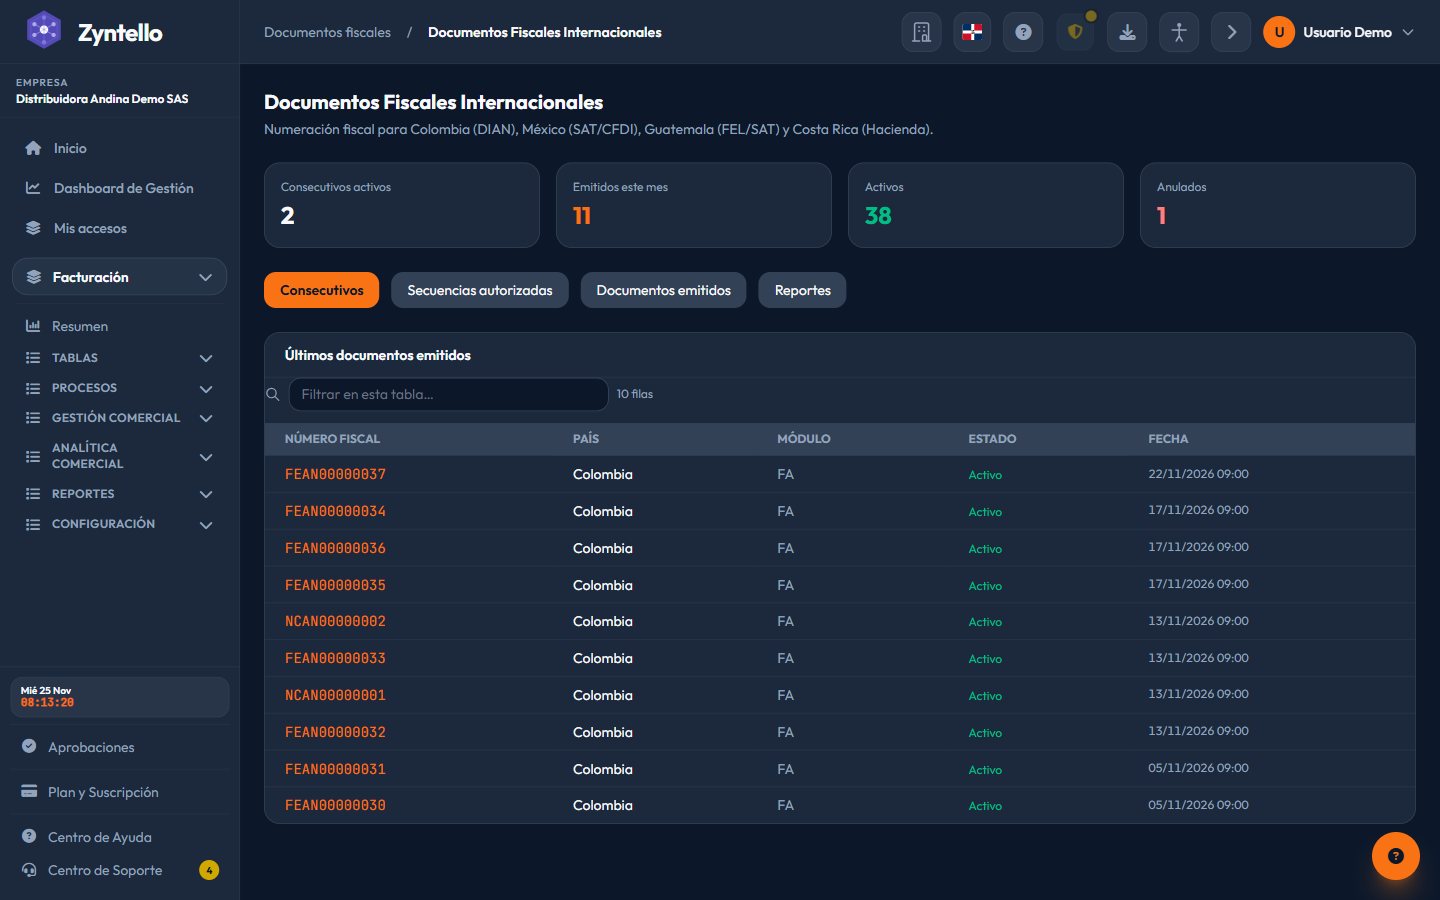 Zyntello
Documentos fiscales / Documentos Fiscales Internacionales
U Usuario Demo
EMPRESA
Distribuidora Andina Demo SAS
Inicio
Dashboard de Gestión
Mis accesos
Facturación
Resumen
TABLAS
PROCESOS
GESTIÓN COMERCIAL
ANALÍTICA
COMERCIAL
REPORTES
CONFIGURACIÓN
Mié 25 Nov
08:13:20
Aprobaciones
Plan y Suscripción
Centro de Ayuda
Centro de Soporte 4
Documentos Fiscales Internacionales
Numeración fiscal para Colombia (DIAN), México (SAT/CFDI), Guatemala (FEL/SAT) y Costa Rica (Hacienda).
Consecutivos activos
2
Emitidos este mes
11
Activos
38
Anulados
1
Consecutivos Secuencias autorizadas Documentos emitidos Reportes
Últimos documentos emitidos
Filtrar en esta tabla... 10 filas
NÚMERO FISCAL PAÍS MÓDULO ESTADO FECHA
FEAN00000037 Colombia FA Activo 22/11/2026 09:00
FEAN00000034 Colombia FA Activo 17/11/2026 09:00
FEAN00000036 Colombia FA Activo 17/11/2026 09:00
FEAN00000035 Colombia FA Activo 17/11/2026 09:00
NCAN00000002 Colombia FA Activo 13/11/2026 09:00
FEAN00000033 Colombia FA Activo 13/11/2026 09:00
NCAN00000001 Colombia FA Activo 13/11/2026 09:00
FEAN00000032 Colombia FA Activo 13/11/2026 09:00
FEAN00000031 Colombia FA Activo 05/11/2026 09:00
FEAN00000030 Colombia FA Activo 05/11/2026 09:00